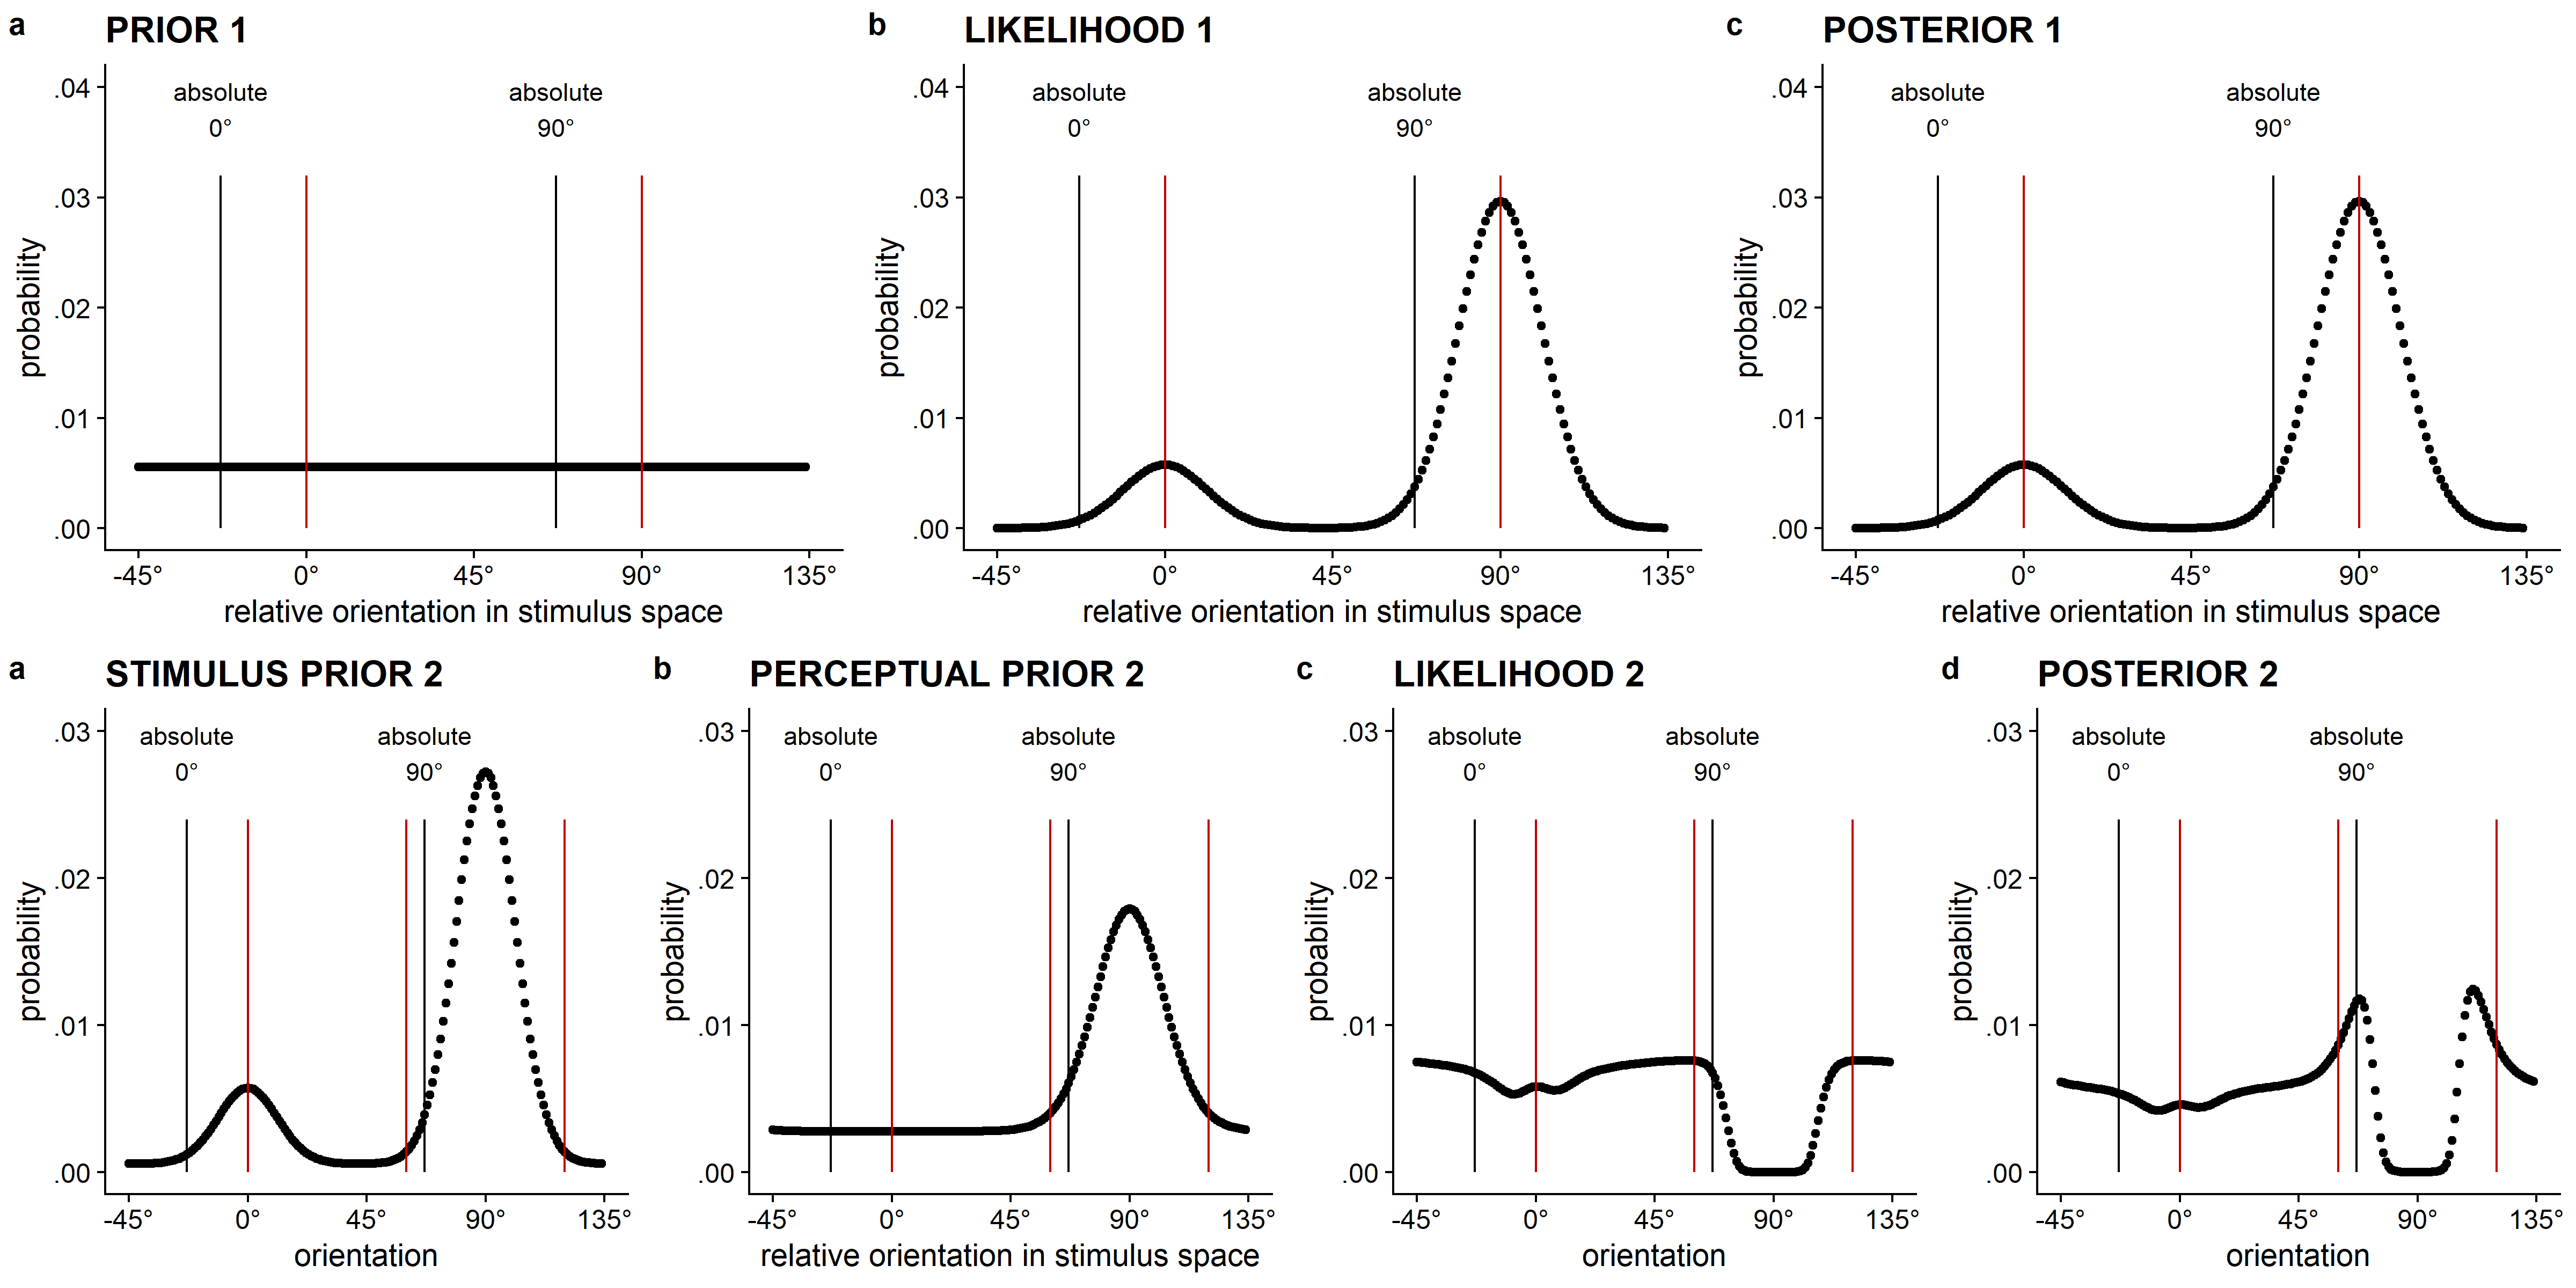 a PRIOR 1
.04
.03
.02
.01
.00
absolute
0°
absolute
90°
probability
-45° 0° 45° 90° 135°
relative orientation in stimulus space
b LIKELIHOOD 1
.04
.03
.02
.01
.00
absolute
0°
absolute
90°
probability
-45° 0° 45° 90° 135°
relative orientation in stimulus space
c POSTERIOR 1
.04
.03
.02
.01
.00
absolute
0°
absolute
90°
probability
-45° 0° 45° 90° 135°
relative orientation in stimulus space
a STIMULUS PRIOR 2
.03
.02
.01
.00
absolute
0°
absolute
90°
probability
-45° 0° 45° 90° 135°
orientation
b PERCEPTUAL PRIOR 2
.03
.02
.01
.00
absolute
0°
absolute
90°
probability
-45° 0° 45° 90° 135°
relative orientation in stimulus space
c LIKELIHOOD 2
.03
.02
.01
.00
absolute
0°
absolute
90°
probability
-45° 0° 45° 90° 135°
orientation
d POSTERIOR 2
.03
.02
.01
.00
absolute
0°
absolute
90°
probability
-45° 0° 45° 90° 135°
orientation